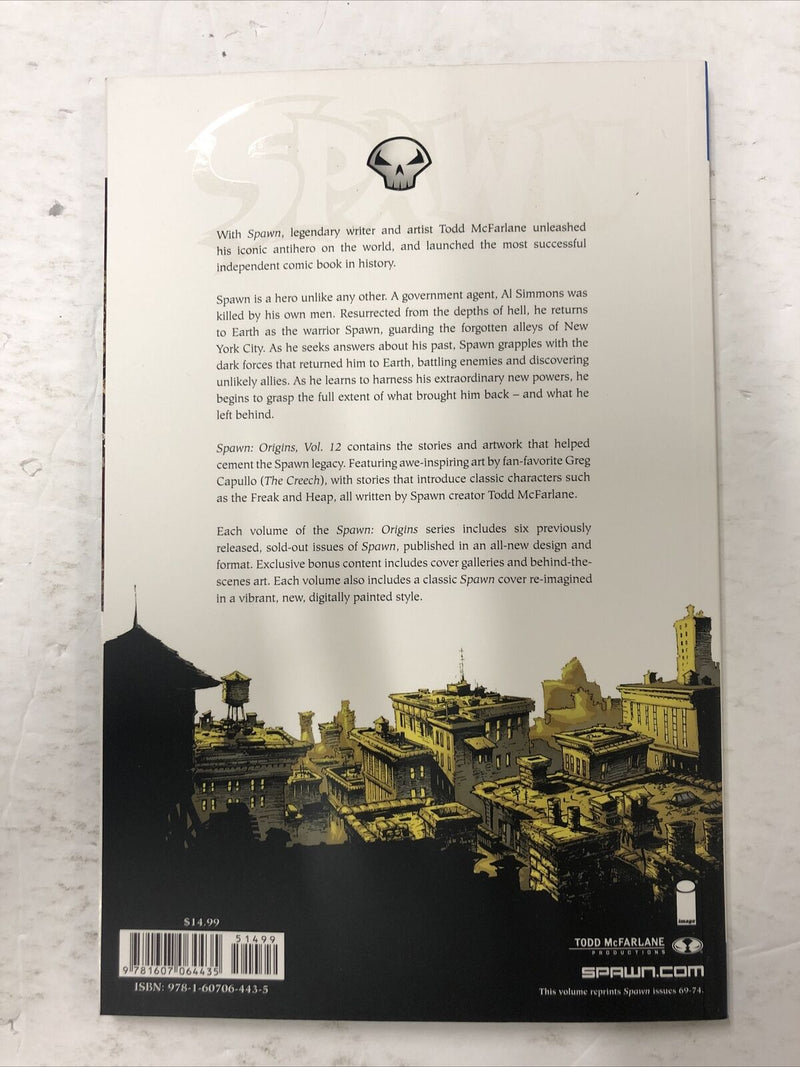 SPAWN
With Spawn, legendary writer and artist Todd McFarlane unleashed
his iconic antihero on the world, and launched the most successful
independent comic book in history.
Spawn is a hero unlike any other. A government agent, Al Simmons was
killed by his own men. Resurrected from the depths of hell, he returns
to Earth as the warrior Spawn, guarding the forgotten alleys of New
York City. As he seeks answers about his past, Spawn grapples with the
dark forces that returned him to Earth, battling enemies and discovering
unlikely allies. As he learns to harness his extraordinary new powers, he
begins to grasp the full extent of what brought him back – and what he
left behind.
Spawn: Origins, Vol. 12 contains the stories and artwork that helped
cement the Spawn legacy. Featuring awe-inspiring art by fan-favorite Greg
Capullo (The Creech), with stories that introduce classic characters such
as the Freak and Heap, all written by Spawn creator Todd McFarlane.
Each volume of the Spawn: Origins series includes six previously
released, sold-out issues of Spawn, published in an all-new design and
format. Exclusive bonus content includes cover galleries and behind-the-
scenes art. Each volume also includes a classic Spawn cover re-imagined
in a vibrant, new, digitally painted style.
$14.99
51499
9 781607 064435
ISBN: 978-1-60706-443-5
image
TODD McFARLANE
PRODUCTIONS
SPAWN.COM
This volume reprints Spawn issues 69-74.